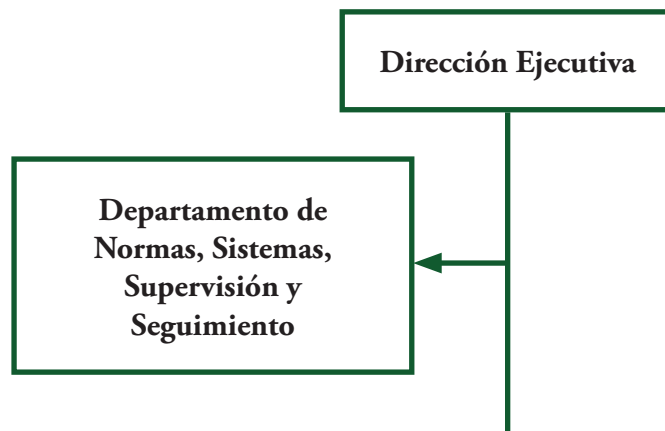 Dirección Ejecutiva
Departamento de
Normas, Sistemas,
Supervisión y
Seguimiento